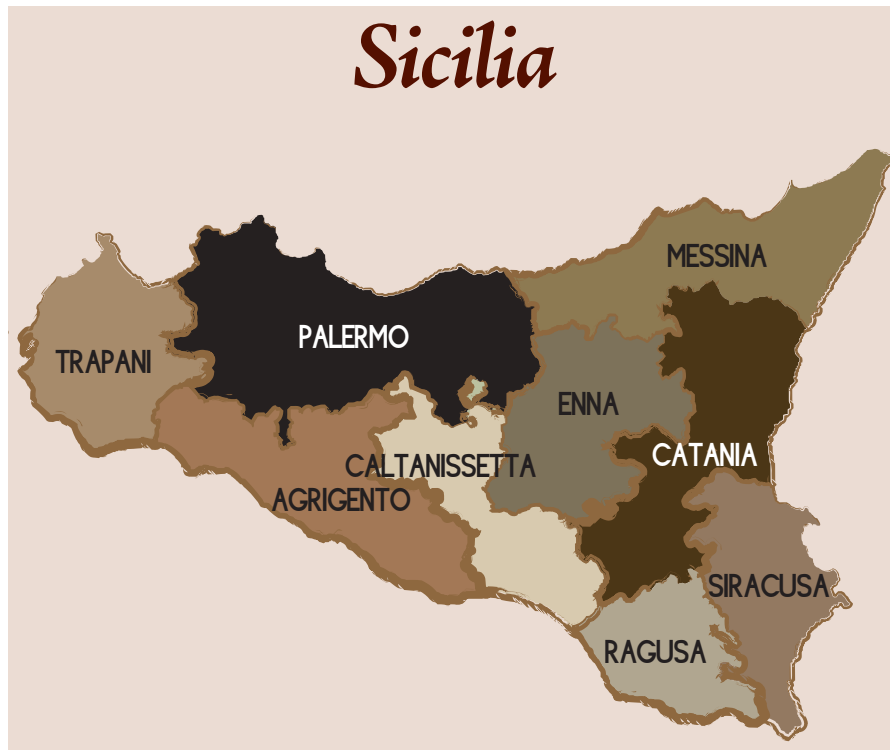 Sicilia
MESSINA
PALERMO
TRAPANI
ENNA
CATANIA
CALTANISSETTA
AGRIGENTO
SIRACUSA
RAGUSA